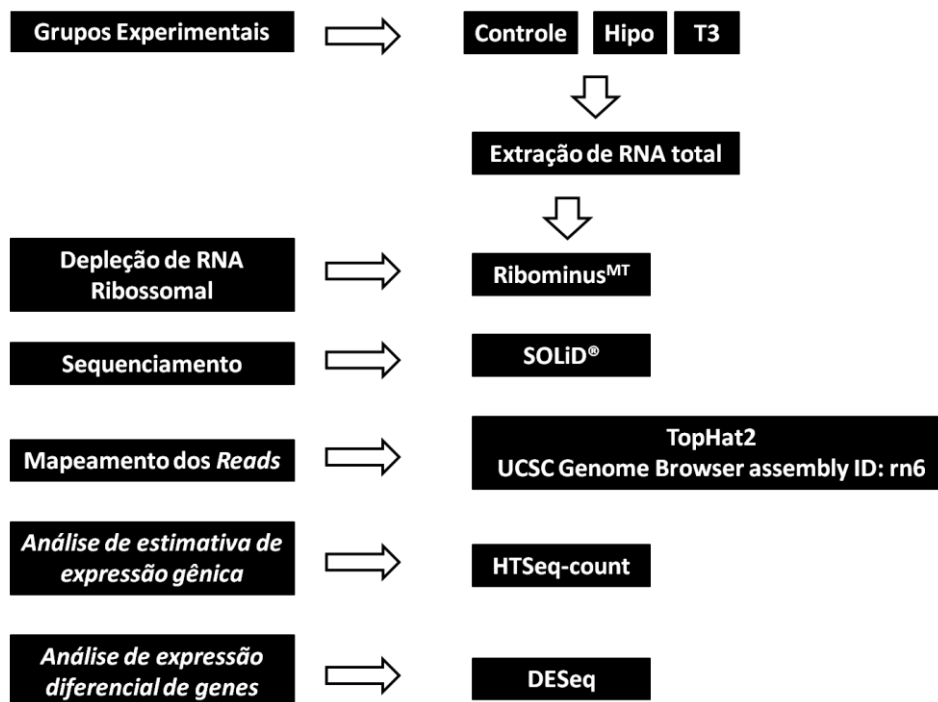 Grupos Experimentais
Controle
Hipo
T3
Extração de RNA total
Depleção de RNA
Ribossomal
Ribominusᴹᵀ
Sequenciamento
SOLiD®
Mapeamento dos Reads
TopHat2
UCSC Genome Browser assembly ID: rn6
Análise de estimativa de
expressão gênica
HTSeq-count
Análise de expressão
diferencial de genes
DESeq